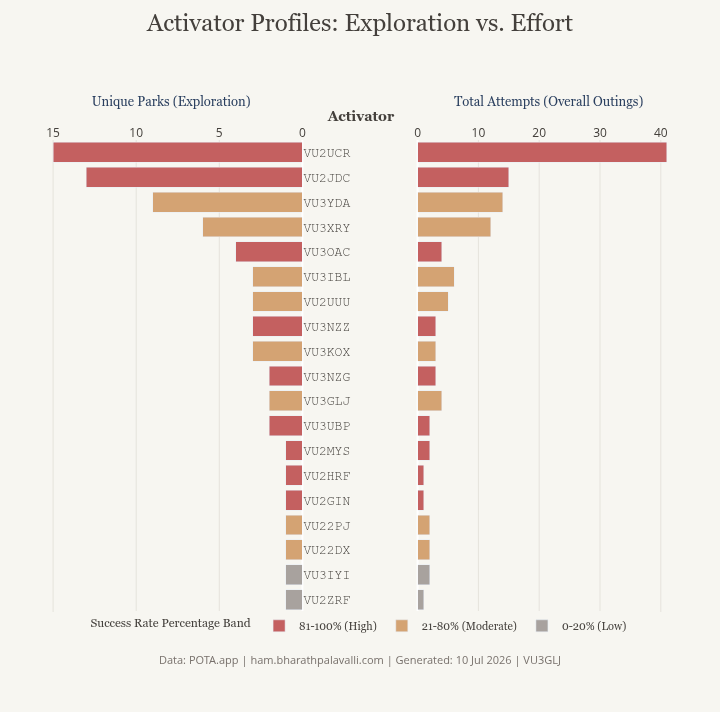 Activator Profiles: Exploration vs. Effort
Unique Parks (Exploration)
Total Attempts (Overall Outings)
Activator
15 10 5 0
0 10 20 30 40
VU2UCR
VU2JDC
VU3YDA
VU3XRY
VU3OAC
VU3IBL
VU2UUU
VU3NZZ
VU3KOX
VU3NZG
VU3GLJ
VU3UBP
VU2MYS
VU2HRF
VU2GIN
VU22PJ
VU22DX
VU3IYI
VU2ZRF
Success Rate Percentage Band 81-100% (High) 21-80% (Moderate) 0-20% (Low)
Data: POTA.app | ham.bharathpalavalli.com | Generated: 10 Jul 2026 | VU3GLJ